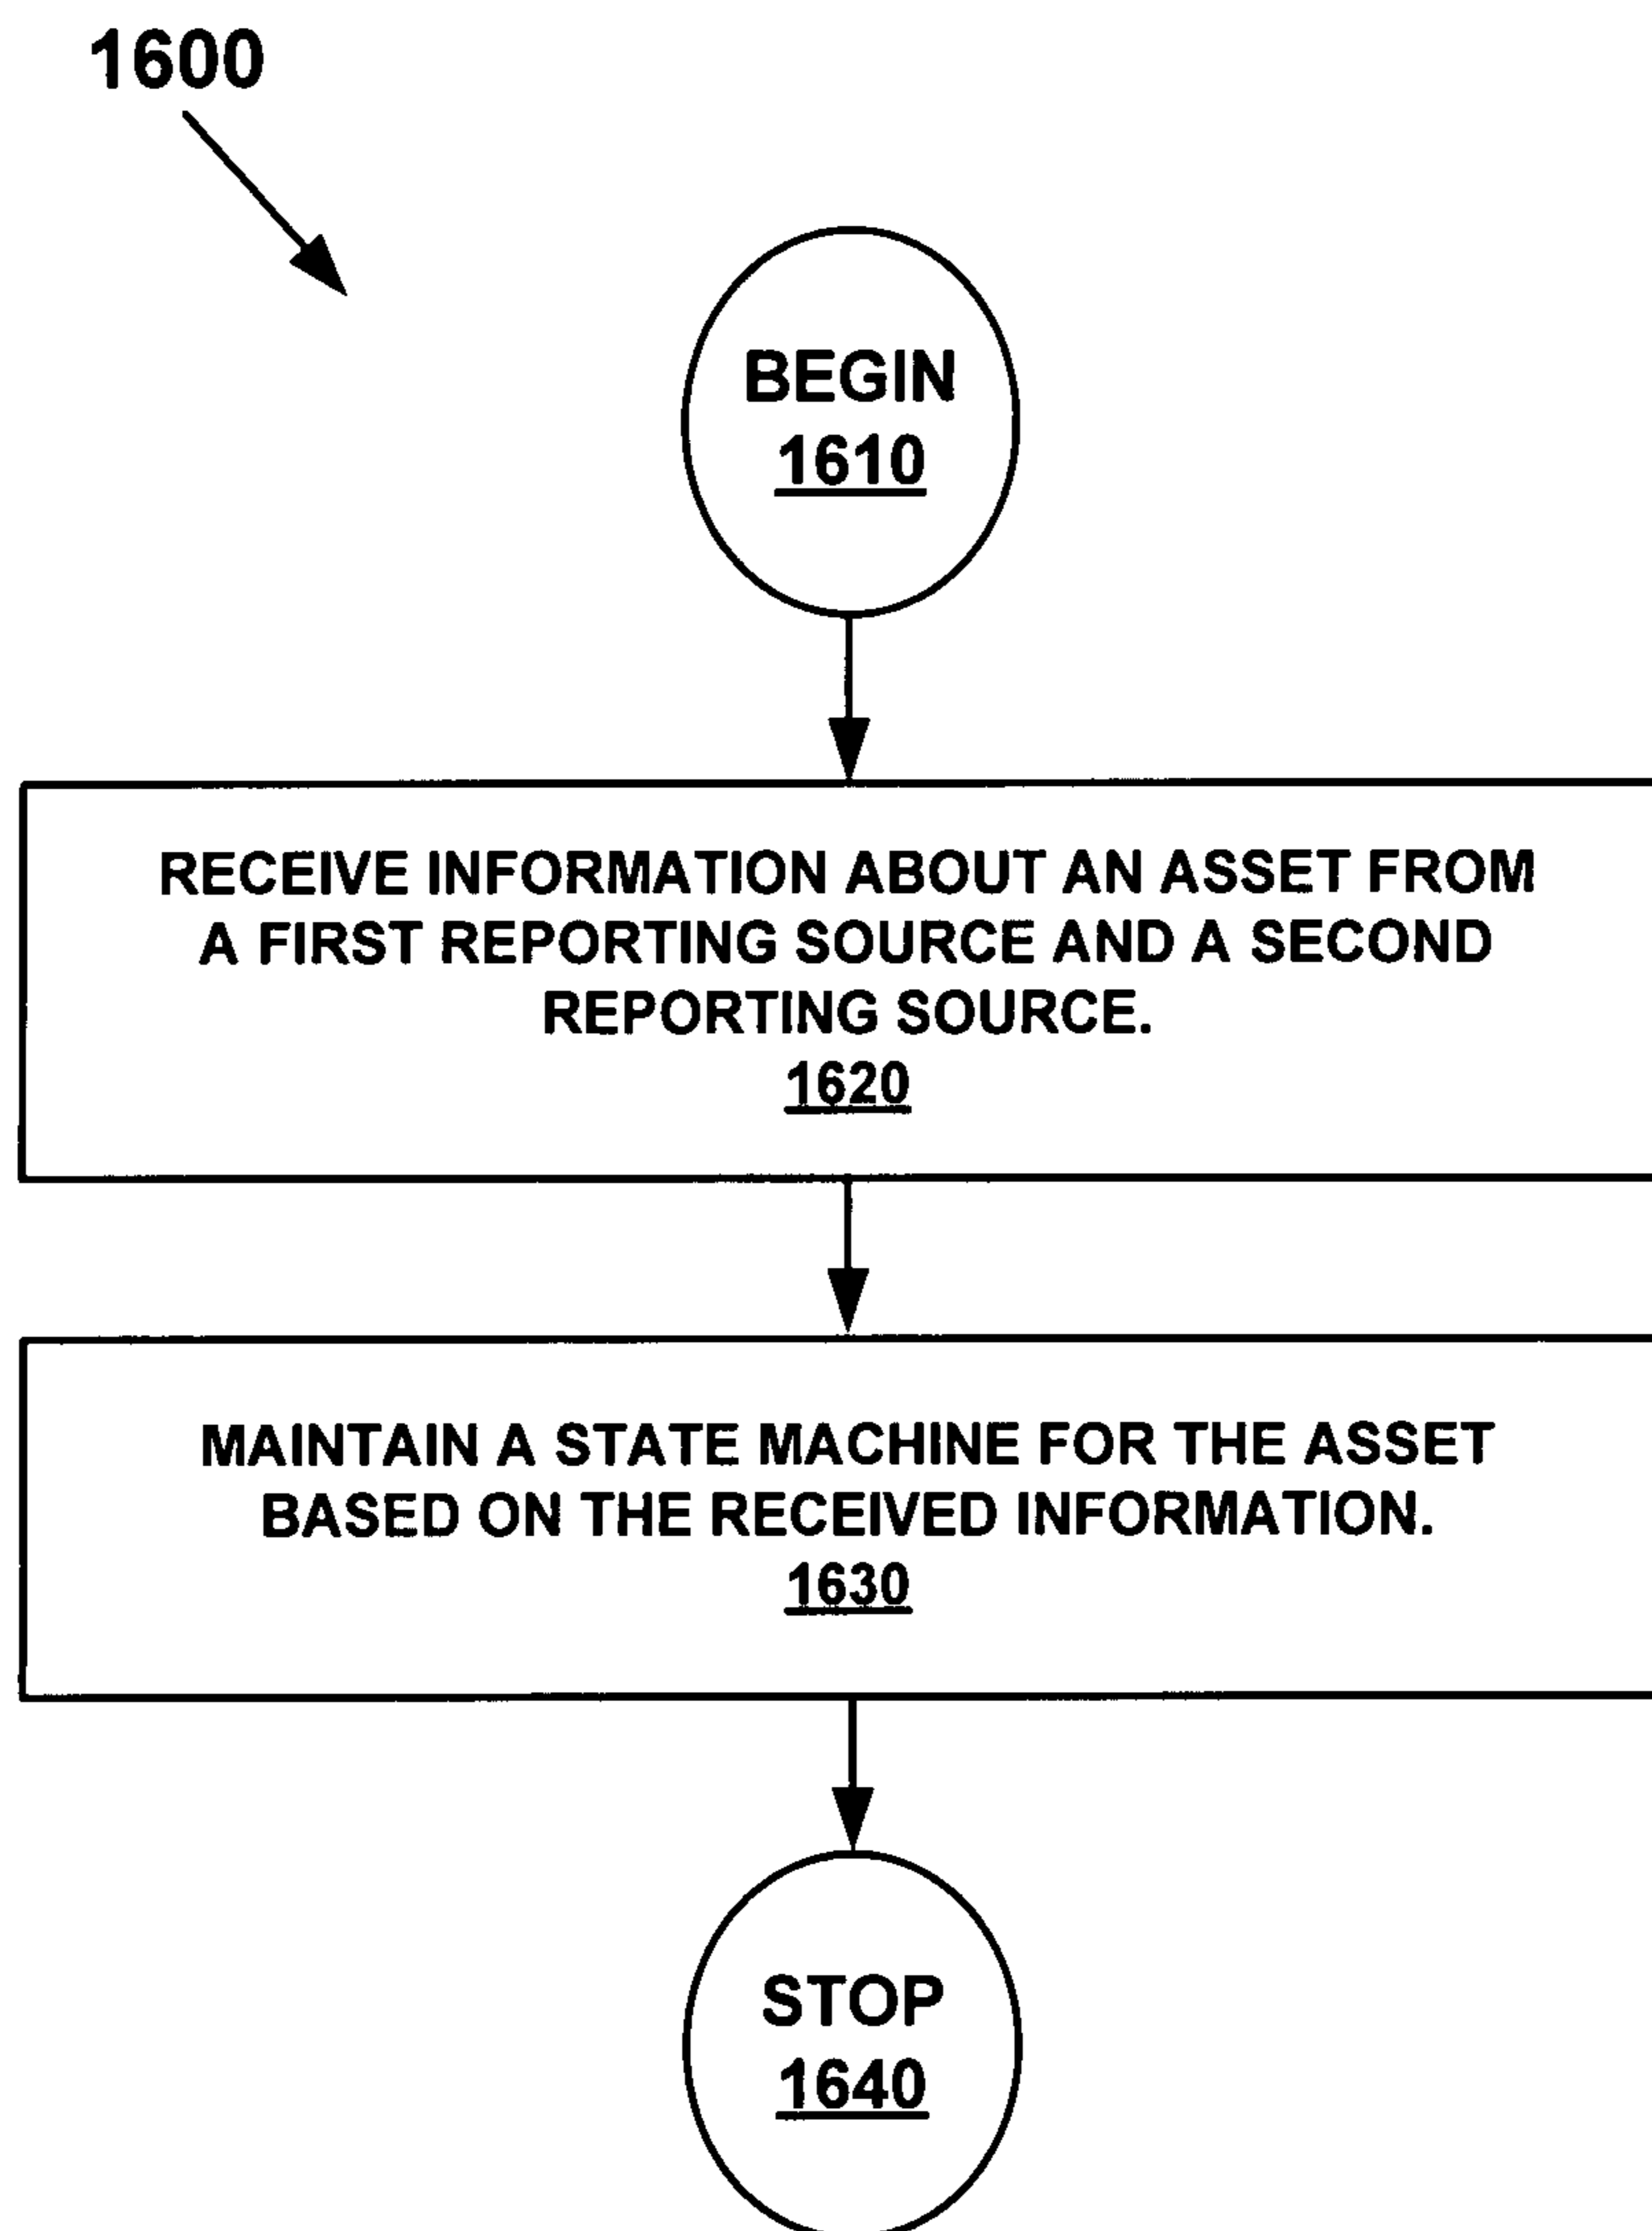 1600
BEGIN
1610
RECEIVE INFORMATION ABOUT AN ASSET FROM
A FIRST REPORTING SOURCE AND A SECOND
REPORTING SOURCE.
1620
MAINTAIN A STATE MACHINE FOR THE ASSET
BASED ON THE RECEIVED INFORMATION.
1630
STOP
1640